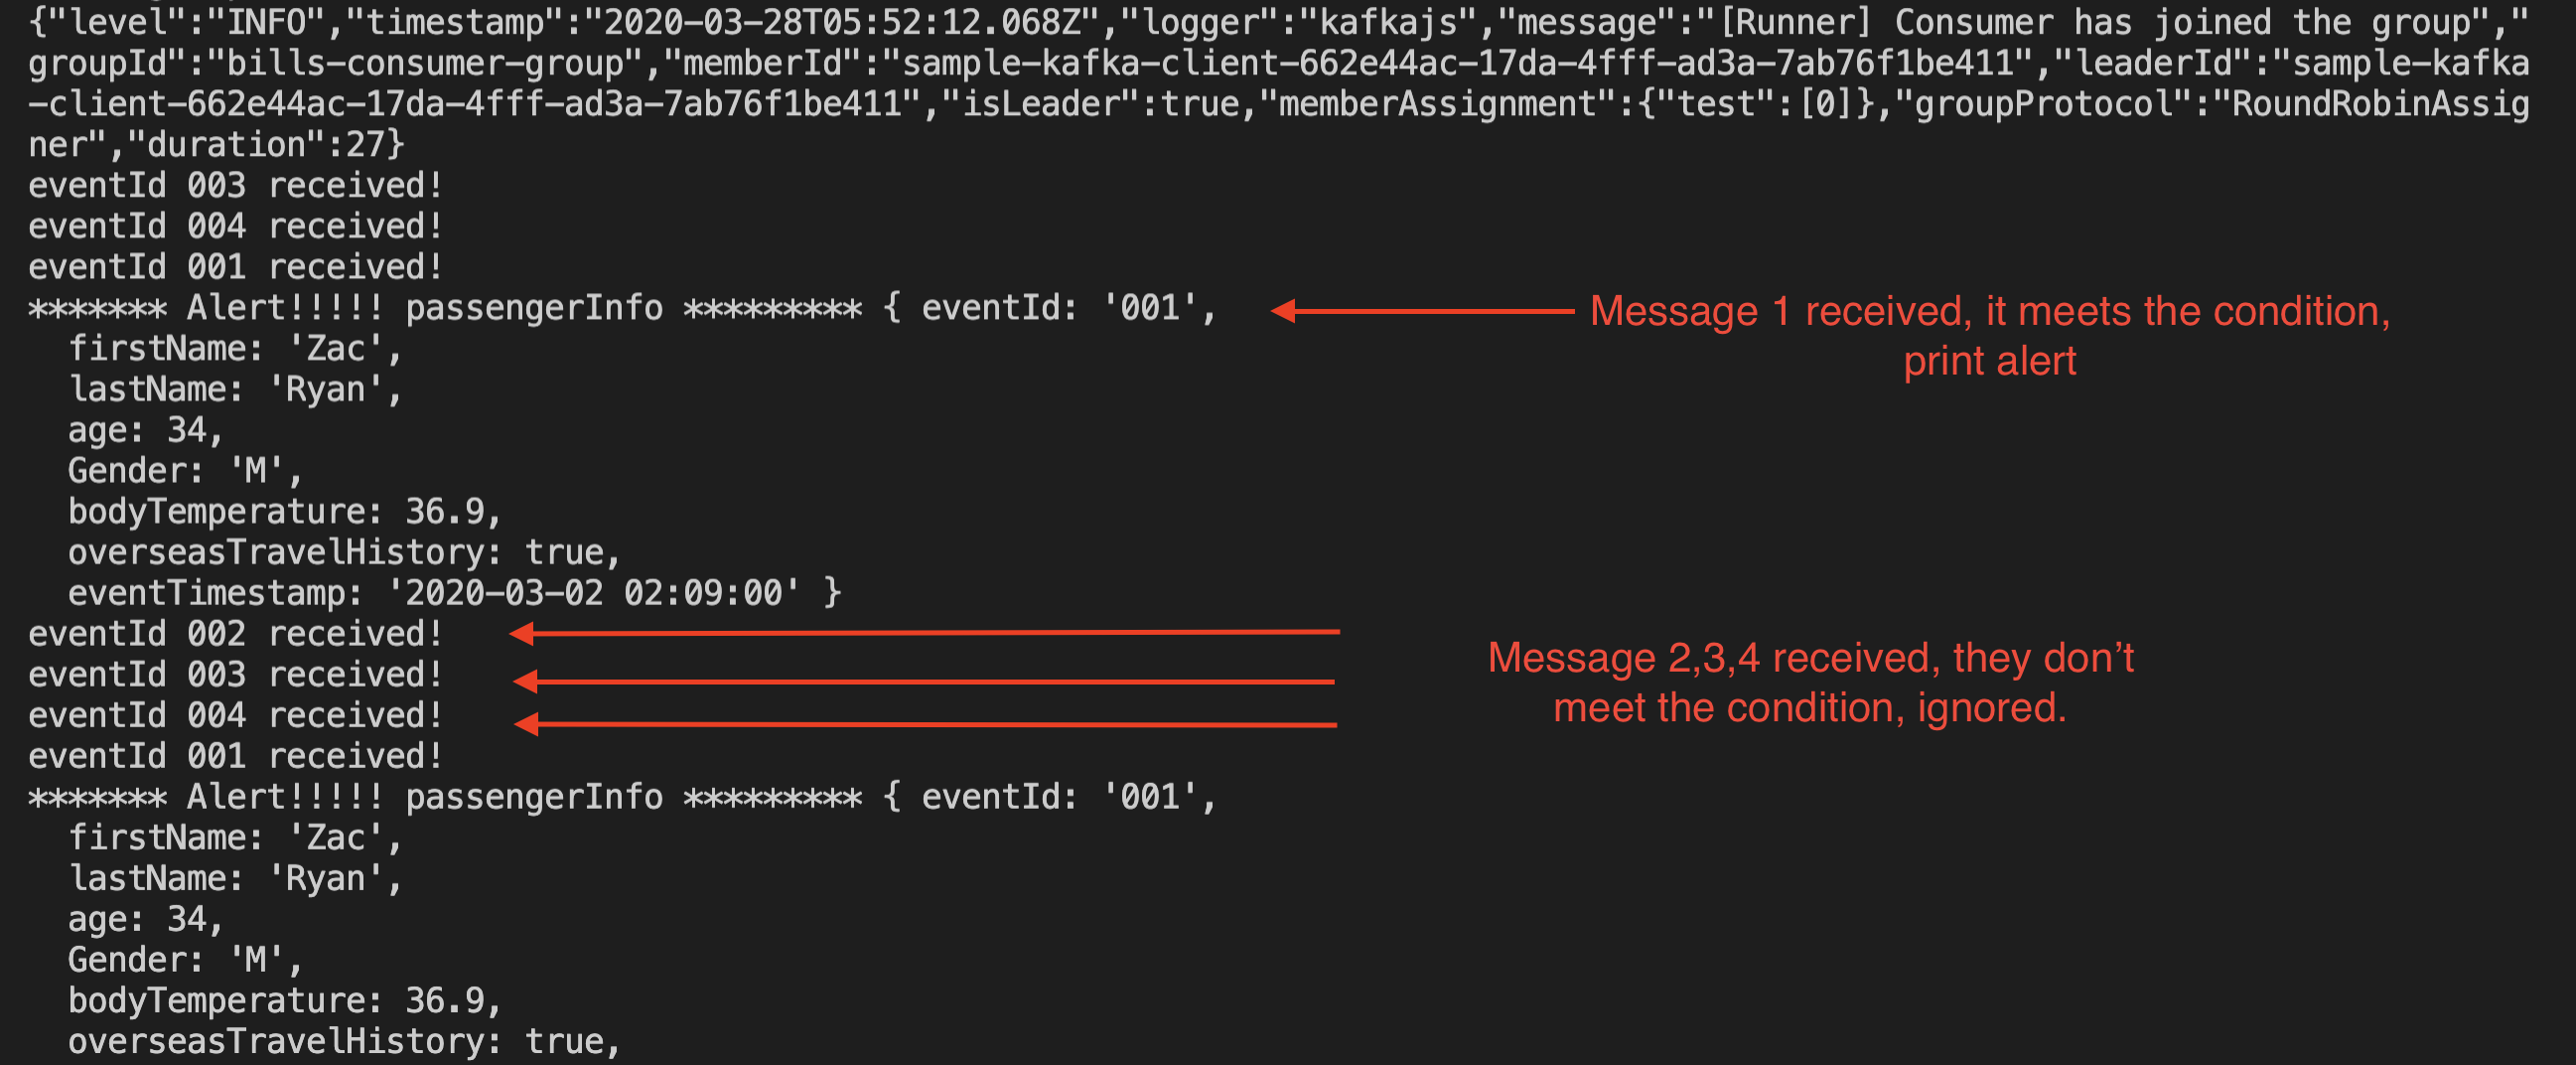 {"level":"INFO","timestamp":"2020-03-28T05:52:12.068Z","logger":"kafkajs","message":"[Runner] Consumer has joined the group","
groupId":"bills-consumer-group","memberId":"sample-kafka-client-662e44ac-17da-4fff-ad3a-7ab76f1be411","leaderId":"sample-kafka
-client-662e44ac-17da-4fff-ad3a-7ab76f1be411","isLeader":true,"memberAssignment":{"test":[0]},"groupProtocol":"RoundRobinAssig
ner","duration":27}
eventId 003 received!
eventId 004 received!
eventId 001 received!
******* Alert!!!!! passengerInfo ********* { eventId: '001',
Message 1 received, it meets the condition,
print alert
  firstName: 'Zac',
  lastName: 'Ryan',
  age: 34,
  Gender: 'M',
  bodyTemperature: 36.9,
  overseasTravelHistory: true,
  eventTimestamp: '2020-03-02 02:09:00' }
eventId 002 received!
eventId 003 received!
eventId 004 received!
Message 2,3,4 received, they don’t
meet the condition, ignored.
eventId 001 received!
******* Alert!!!!! passengerInfo ********* { eventId: '001',
  firstName: 'Zac',
  lastName: 'Ryan',
  age: 34,
  Gender: 'M',
  bodyTemperature: 36.9,
  overseasTravelHistory: true,